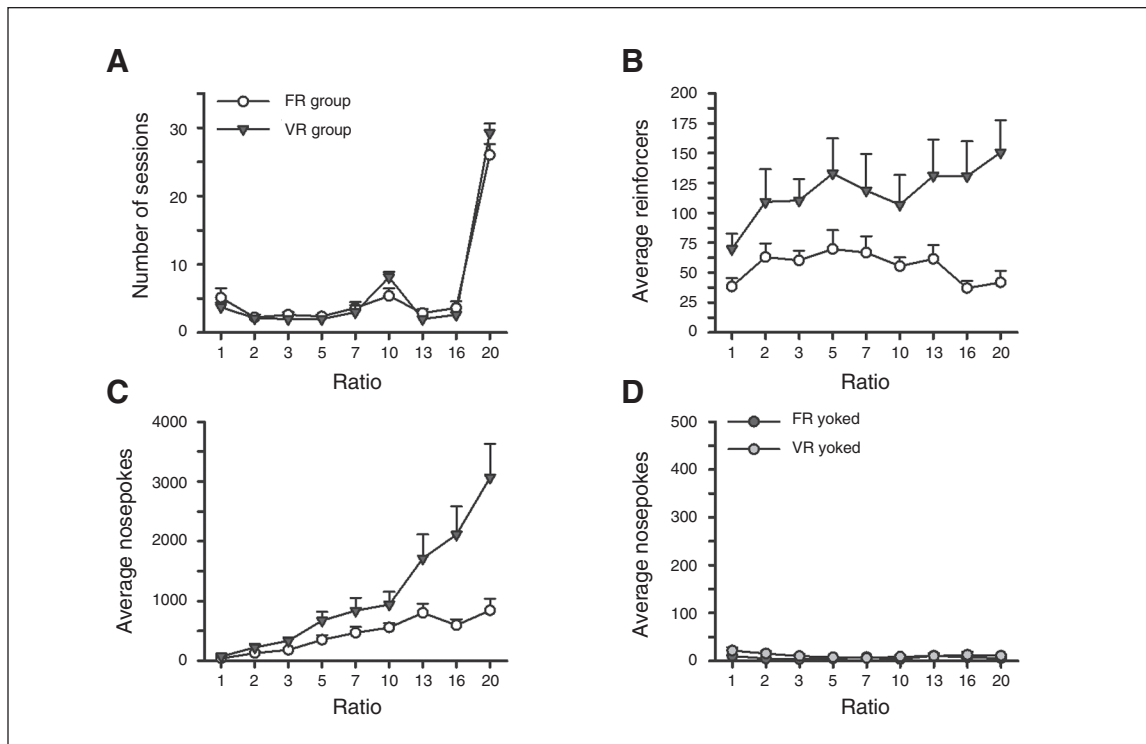 A
Number of sessions
30
20
10
0
FR group
VR group
1 2 3 5 7 10 13 16 20
Ratio
B
Average reinforcers
200
175
150
125
100
75
50
25
0
1 2 3 5 7 10 13 16 20
Ratio
C
Average nosepokes
4000
3000
2000
1000
0
1 2 3 5 7 10 13 16 20
Ratio
D
Average nosepokes
500
400
300
200
100
0
FR yoked
VR yoked
1 2 3 5 7 10 13 16 20
Ratio